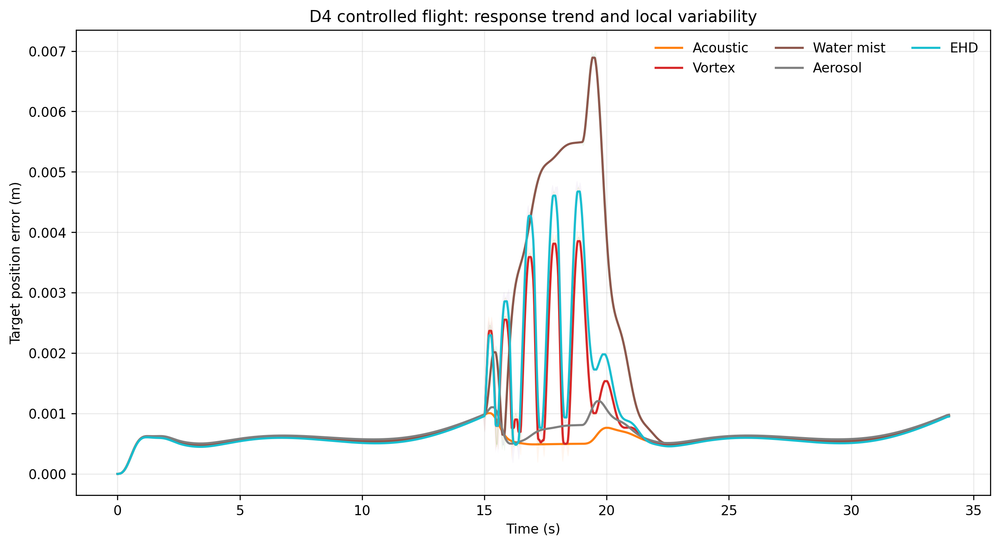 D4 controlled flight: response trend and local variability
Acoustic
Vortex
Water mist
Aerosol
EHD
Target position error (m)
0.007
0.006
0.005
0.004
0.003
0.002
0.001
0.000
0
5
10
15
20
25
30
35
Time (s)